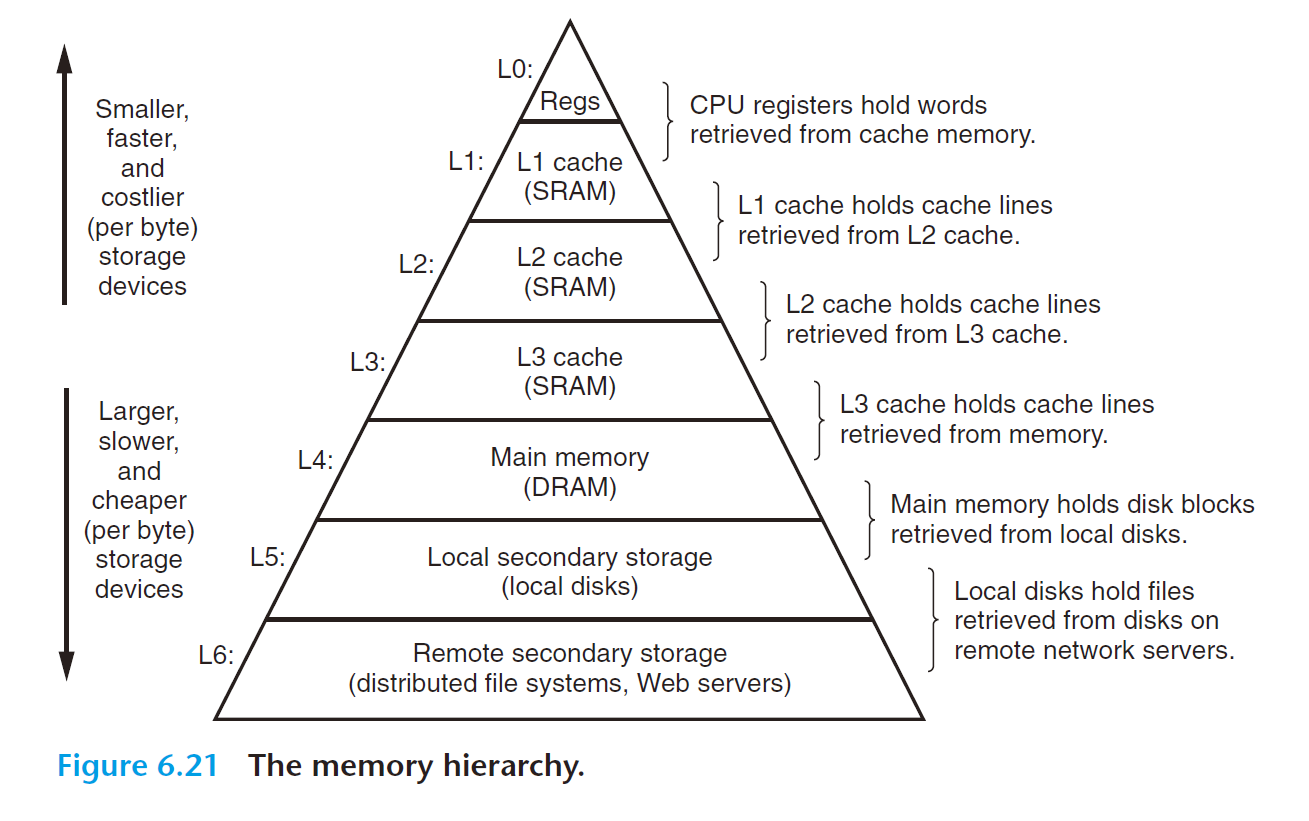 Smaller,
faster,
and
costlier
(per byte)
storage
devices
Larger,
slower,
and
cheaper
(per byte)
storage
devices
L0:
Regs
L1:
L1 cache
(SRAM)
L2:
L2 cache
(SRAM)
L3:
L3 cache
(SRAM)
L4:
Main memory
(DRAM)
L5:
Local secondary storage
(local disks)
L6:
Remote secondary storage
(distributed file systems, Web servers)
CPU registers hold words
retrieved from cache memory.
L1 cache holds cache lines
retrieved from L2 cache.
L2 cache holds cache lines
retrieved from L3 cache.
L3 cache holds cache lines
retrieved from memory.
Main memory holds disk blocks
retrieved from local disks.
Local disks hold files
retrieved from disks on
remote network servers.
Figure 6.21 The memory hierarchy.